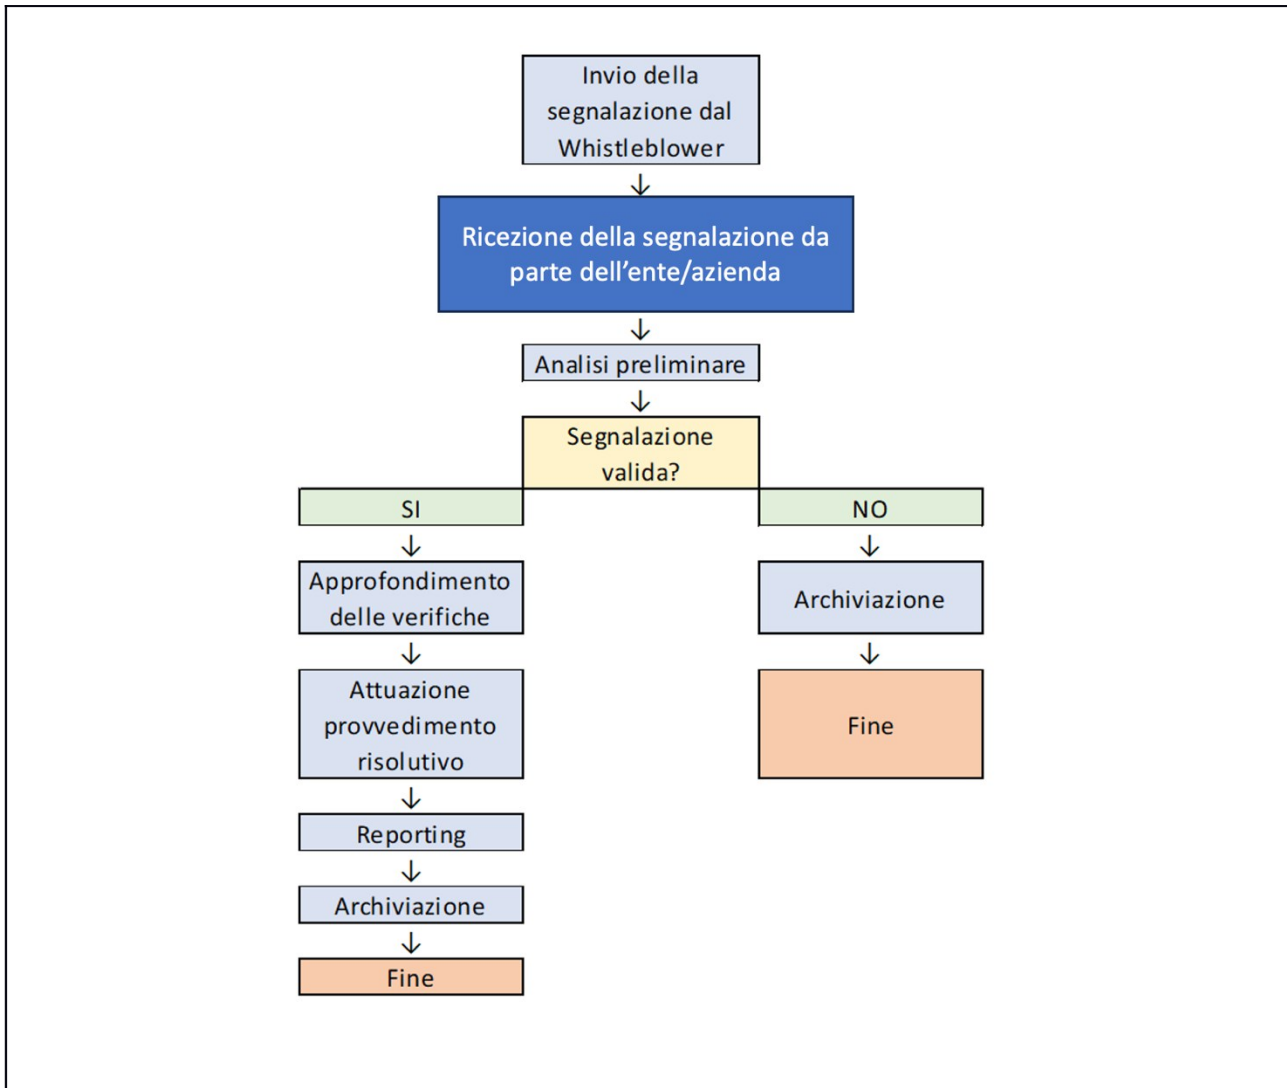 Invio della
segnalazione dal
Whistleblower
↓
Ricezione della segnalazione da
parte dell’ente/azienda
↓
Analisi preliminare
↓
Segnalazione
valida?
SI
↓
Approfondimento
delle verifiche
↓
Attuazione
provvedimento
risolutivo
↓
Reporting
↓
Archiviazione
↓
Fine
NO
↓
Archiviazione
↓
Fine